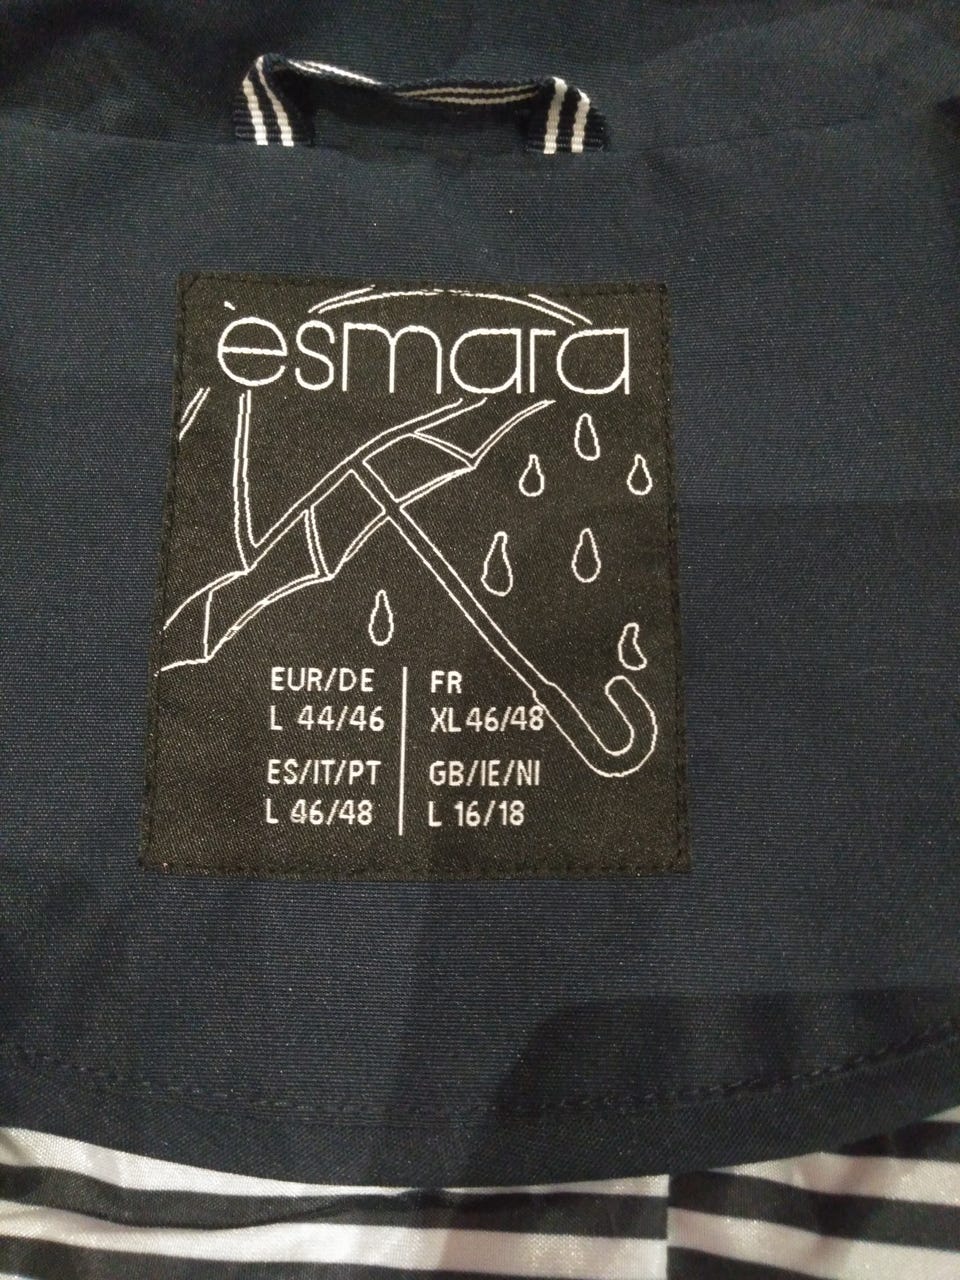 èsmara
EUR/DE
L 44/46
FR
XL 46/48
ES/IT/PT
L 46/48
GB/IE/NI
L 16/18